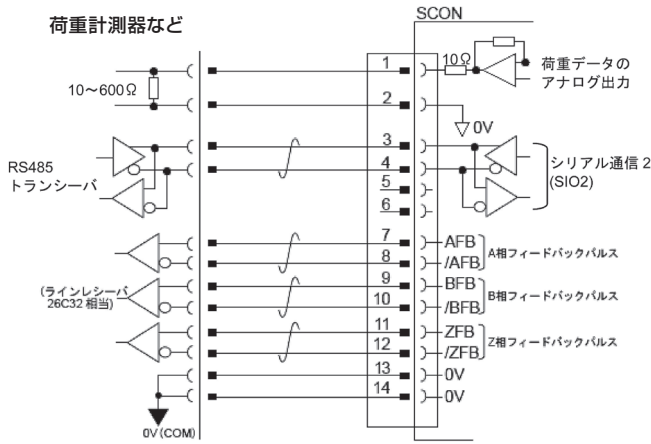 SCON
荷重計測器など
10～600Ω
1
10Ω
荷重データの
アナログ出力
2
0V
RS485
トランシーバ
3
4
シリアル通信2
(SIO2)
5
6
7
AFB
8
/AFB
A相フィードバックパルス
(ラインレシーバ
26C32 相当)
9
BFB
10
/BFB
B相フィードバックパルス
11
ZFB
12
/ZFB
Z相フィードバックパルス
13
0V
14
0V
0V(COM)